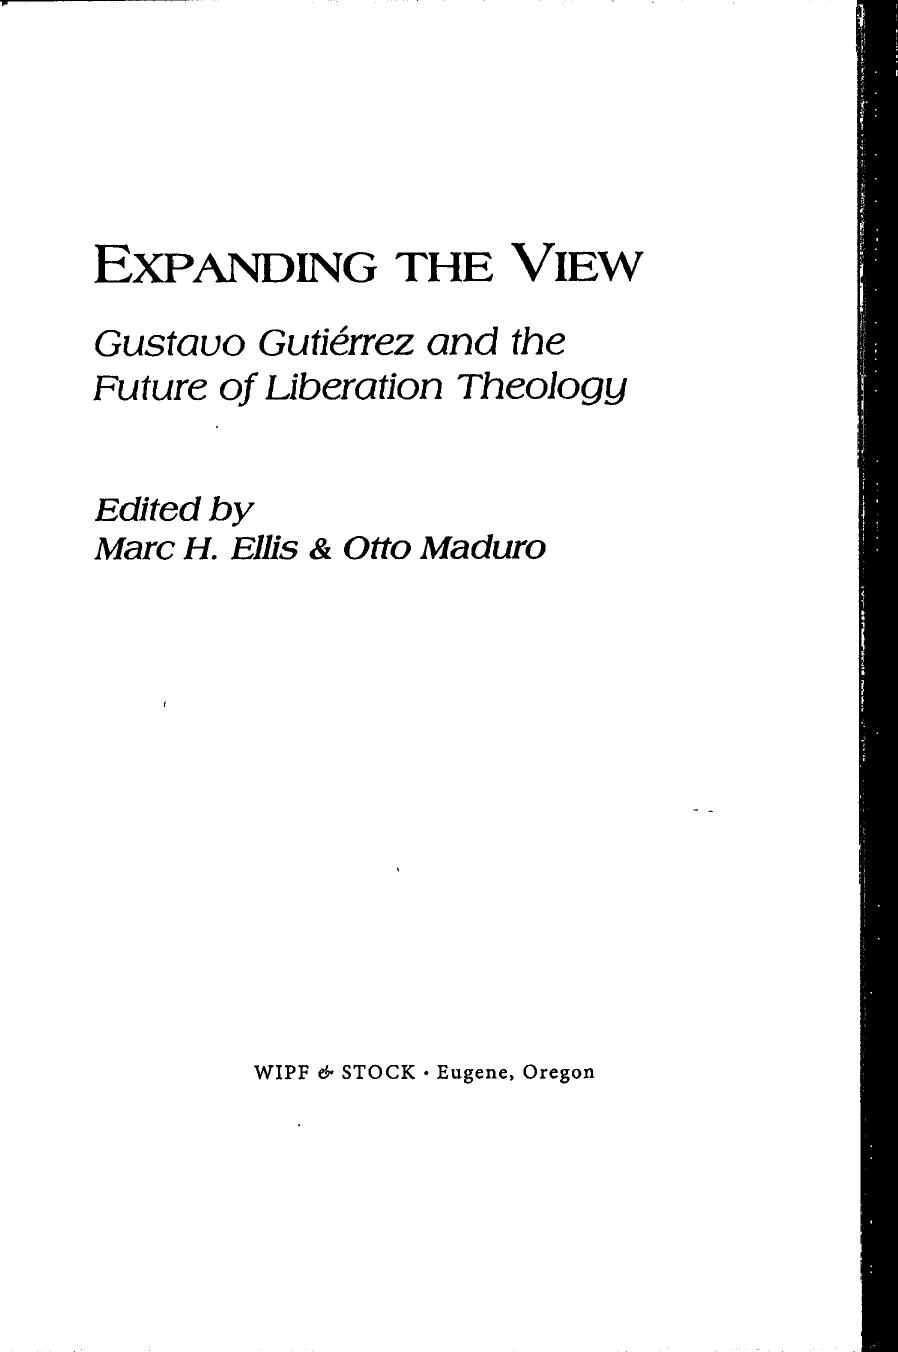 EXPANDING THE VIEW
Gustavo Gutiérrez and the
Future of Liberation Theology
Edited by
Marc H. Ellis & Otto Maduro
WIPF & STOCK • Eugene, Oregon